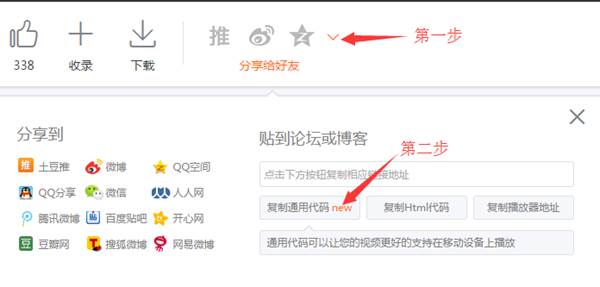 推
第一步
338
收录
下载
分享给好友
分享到
贴到论坛或博客
第二步
推 土豆推
微博
QQ空间
点击下方按钮复制相应链接地址
QQ分享
微信
人人网
复制通用代码 new
复制Html代码
复制播放器地址
腾讯微博
百度贴吧
开心网
豆 豆瓣网
搜狐微博
网易微博
通用代码可以让您的视频更好的支持在移动设备上播放